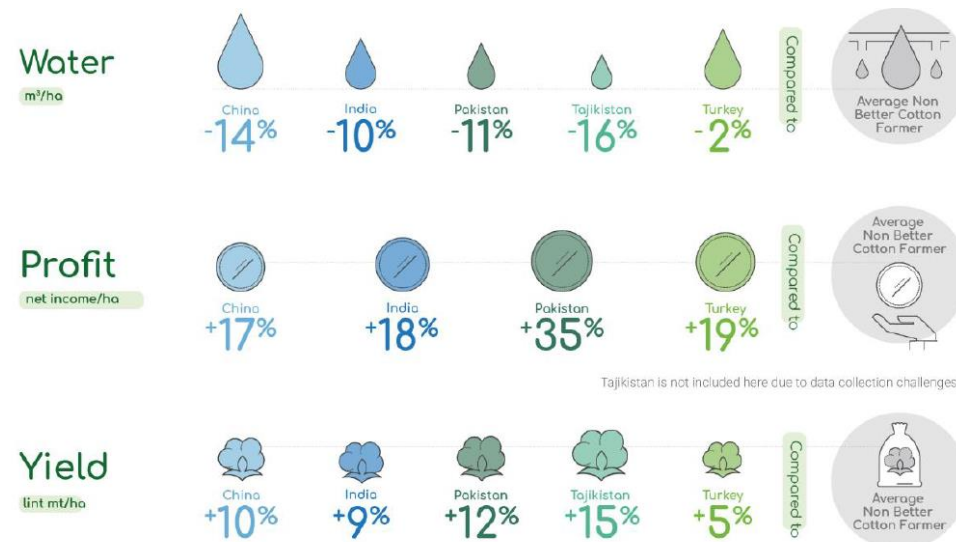 Water
m³/ha
China
-14%
India
-10%
Pakistan
-11%
Tajikistan
-16%
Turkey
-2%
Compared to
Average Non
Better Cotton
Farmer
Profit
net income/ha
China
+17%
India
+18%
Pakistan
+35%
Turkey
+19%
Compared to
Average
Non Better
Cotton Farmer
Tajikistan is not included here due to data collection challenges
Yield
lint mt/ha
China
+10%
India
+9%
Pakistan
+12%
Tajikistan
+15%
Turkey
+5%
Compared to
Average
Non Better
Cotton Farmer